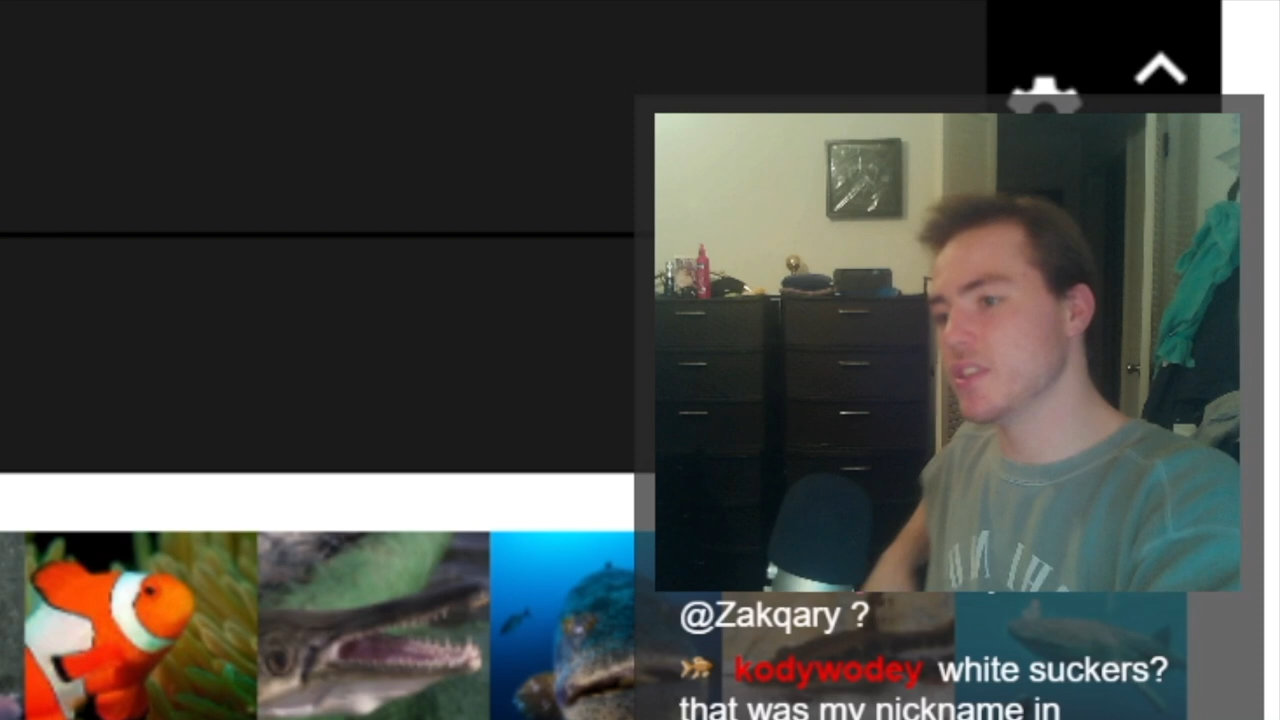 @Zakqary ?
kodywodey white suckers?
that was my nickname in